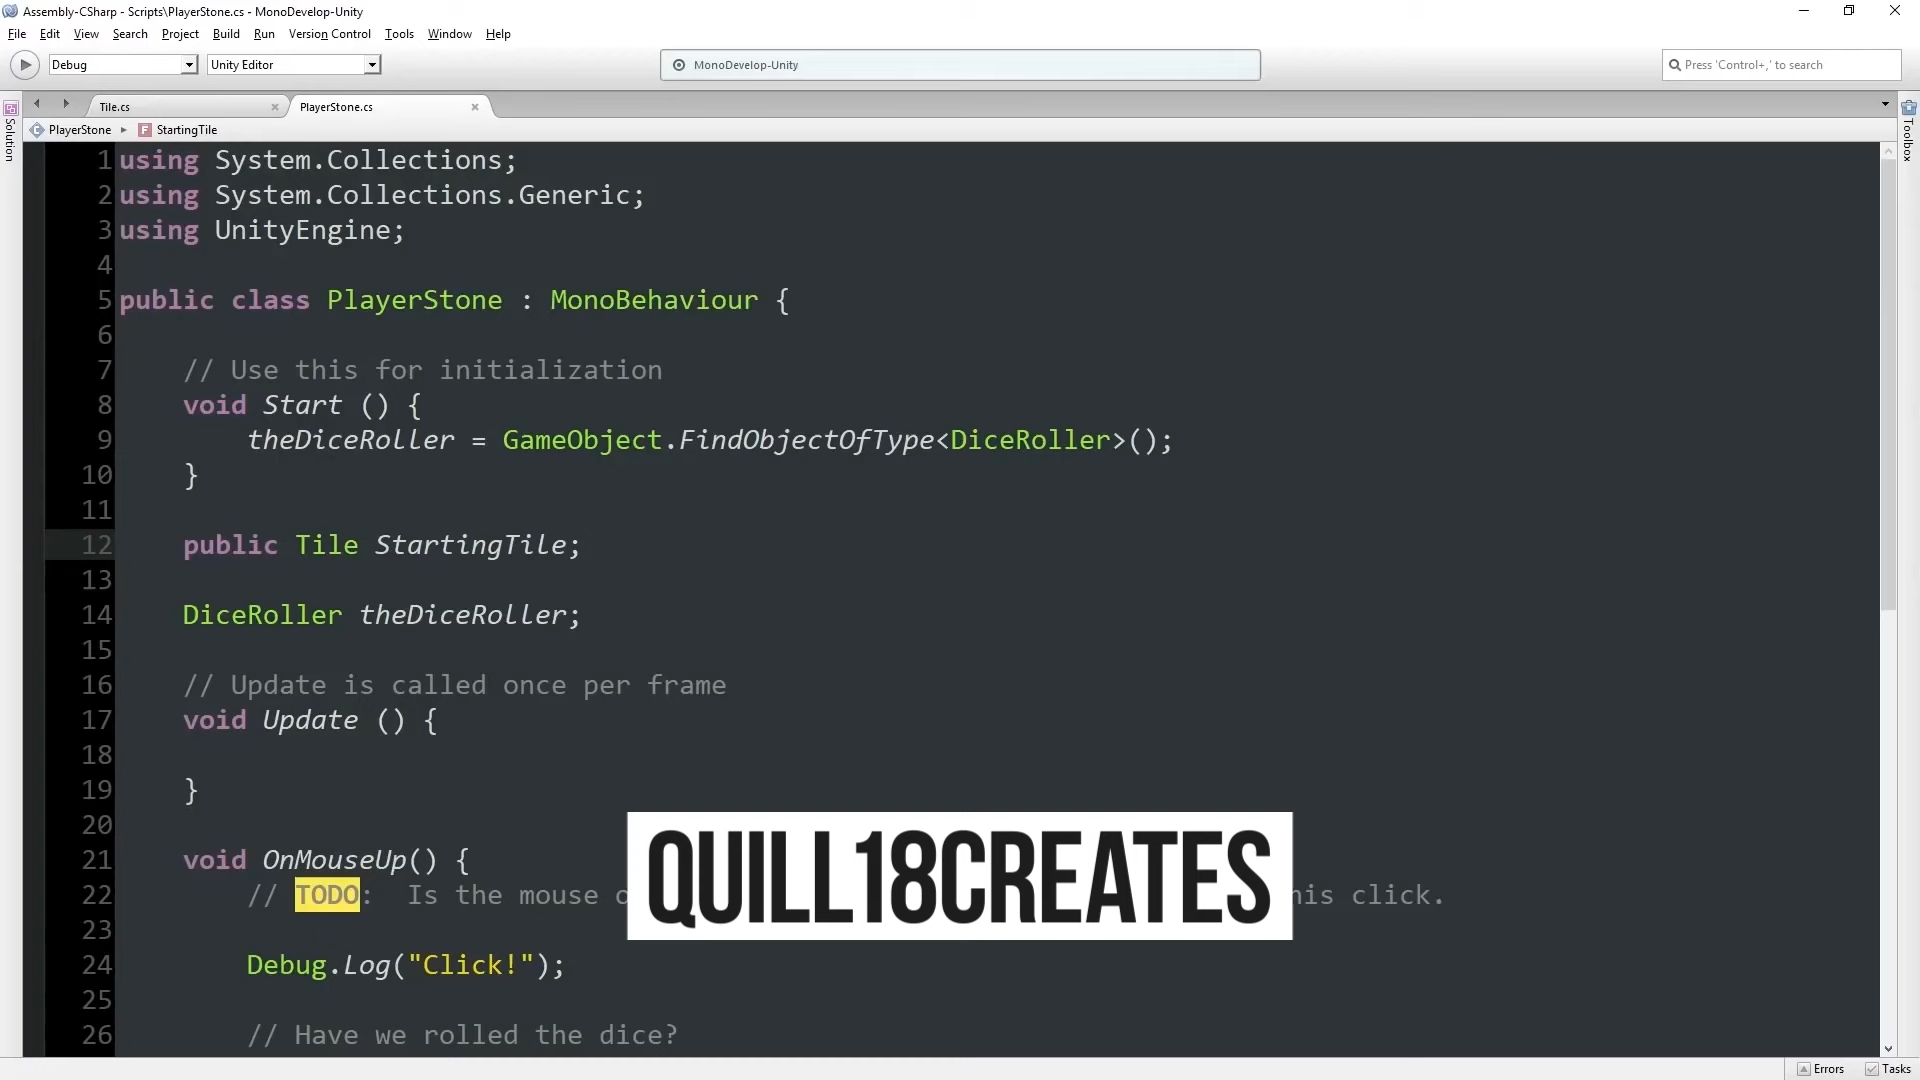 Assembly-CSharp - Scripts\PlayerStone.cs - MonoDevelop-Unity
File Edit View Search Project Build Run Version Control Tools Window Help
Debug Unity Editor MonoDevelop-Unity Press 'Control+,' to search
Solution
Toolbox
Tile.cs PlayerStone.cs
PlayerStone StartingTile
1 using System.Collections;
2 using System.Collections.Generic;
3 using UnityEngine;
4
5 public class PlayerStone : MonoBehaviour {
6
7 // Use this for initialization
8 void Start () {
9 theDiceRoller = GameObject.FindObjectOfType<DiceRoller>();
10 }
11
12 public Tile StartingTile;
13
14 DiceRoller theDiceRoller;
15
16 // Update is called once per frame
17 void Update () {
18
19 }
20
21 void OnMouseUp() {
22 // TODO: Is the mouse his click.
QUILL18CREATES
23
24 Debug.Log("Click!");
25
26 // Have we rolled the dice?
Errors Tasks